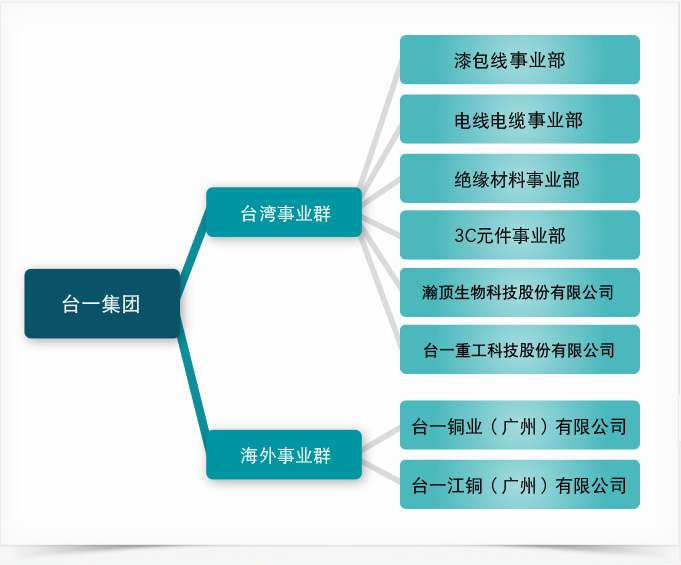 台一集团
台湾事业群
漆包线事业部
电线电缆事业部
绝缘材料事业部
3C元件事业部
瀚顶生物科技股份有限公司
台一重工科技股份有限公司
海外事业群
台一铜业（广州）有限公司
台一江铜（广州）有限公司